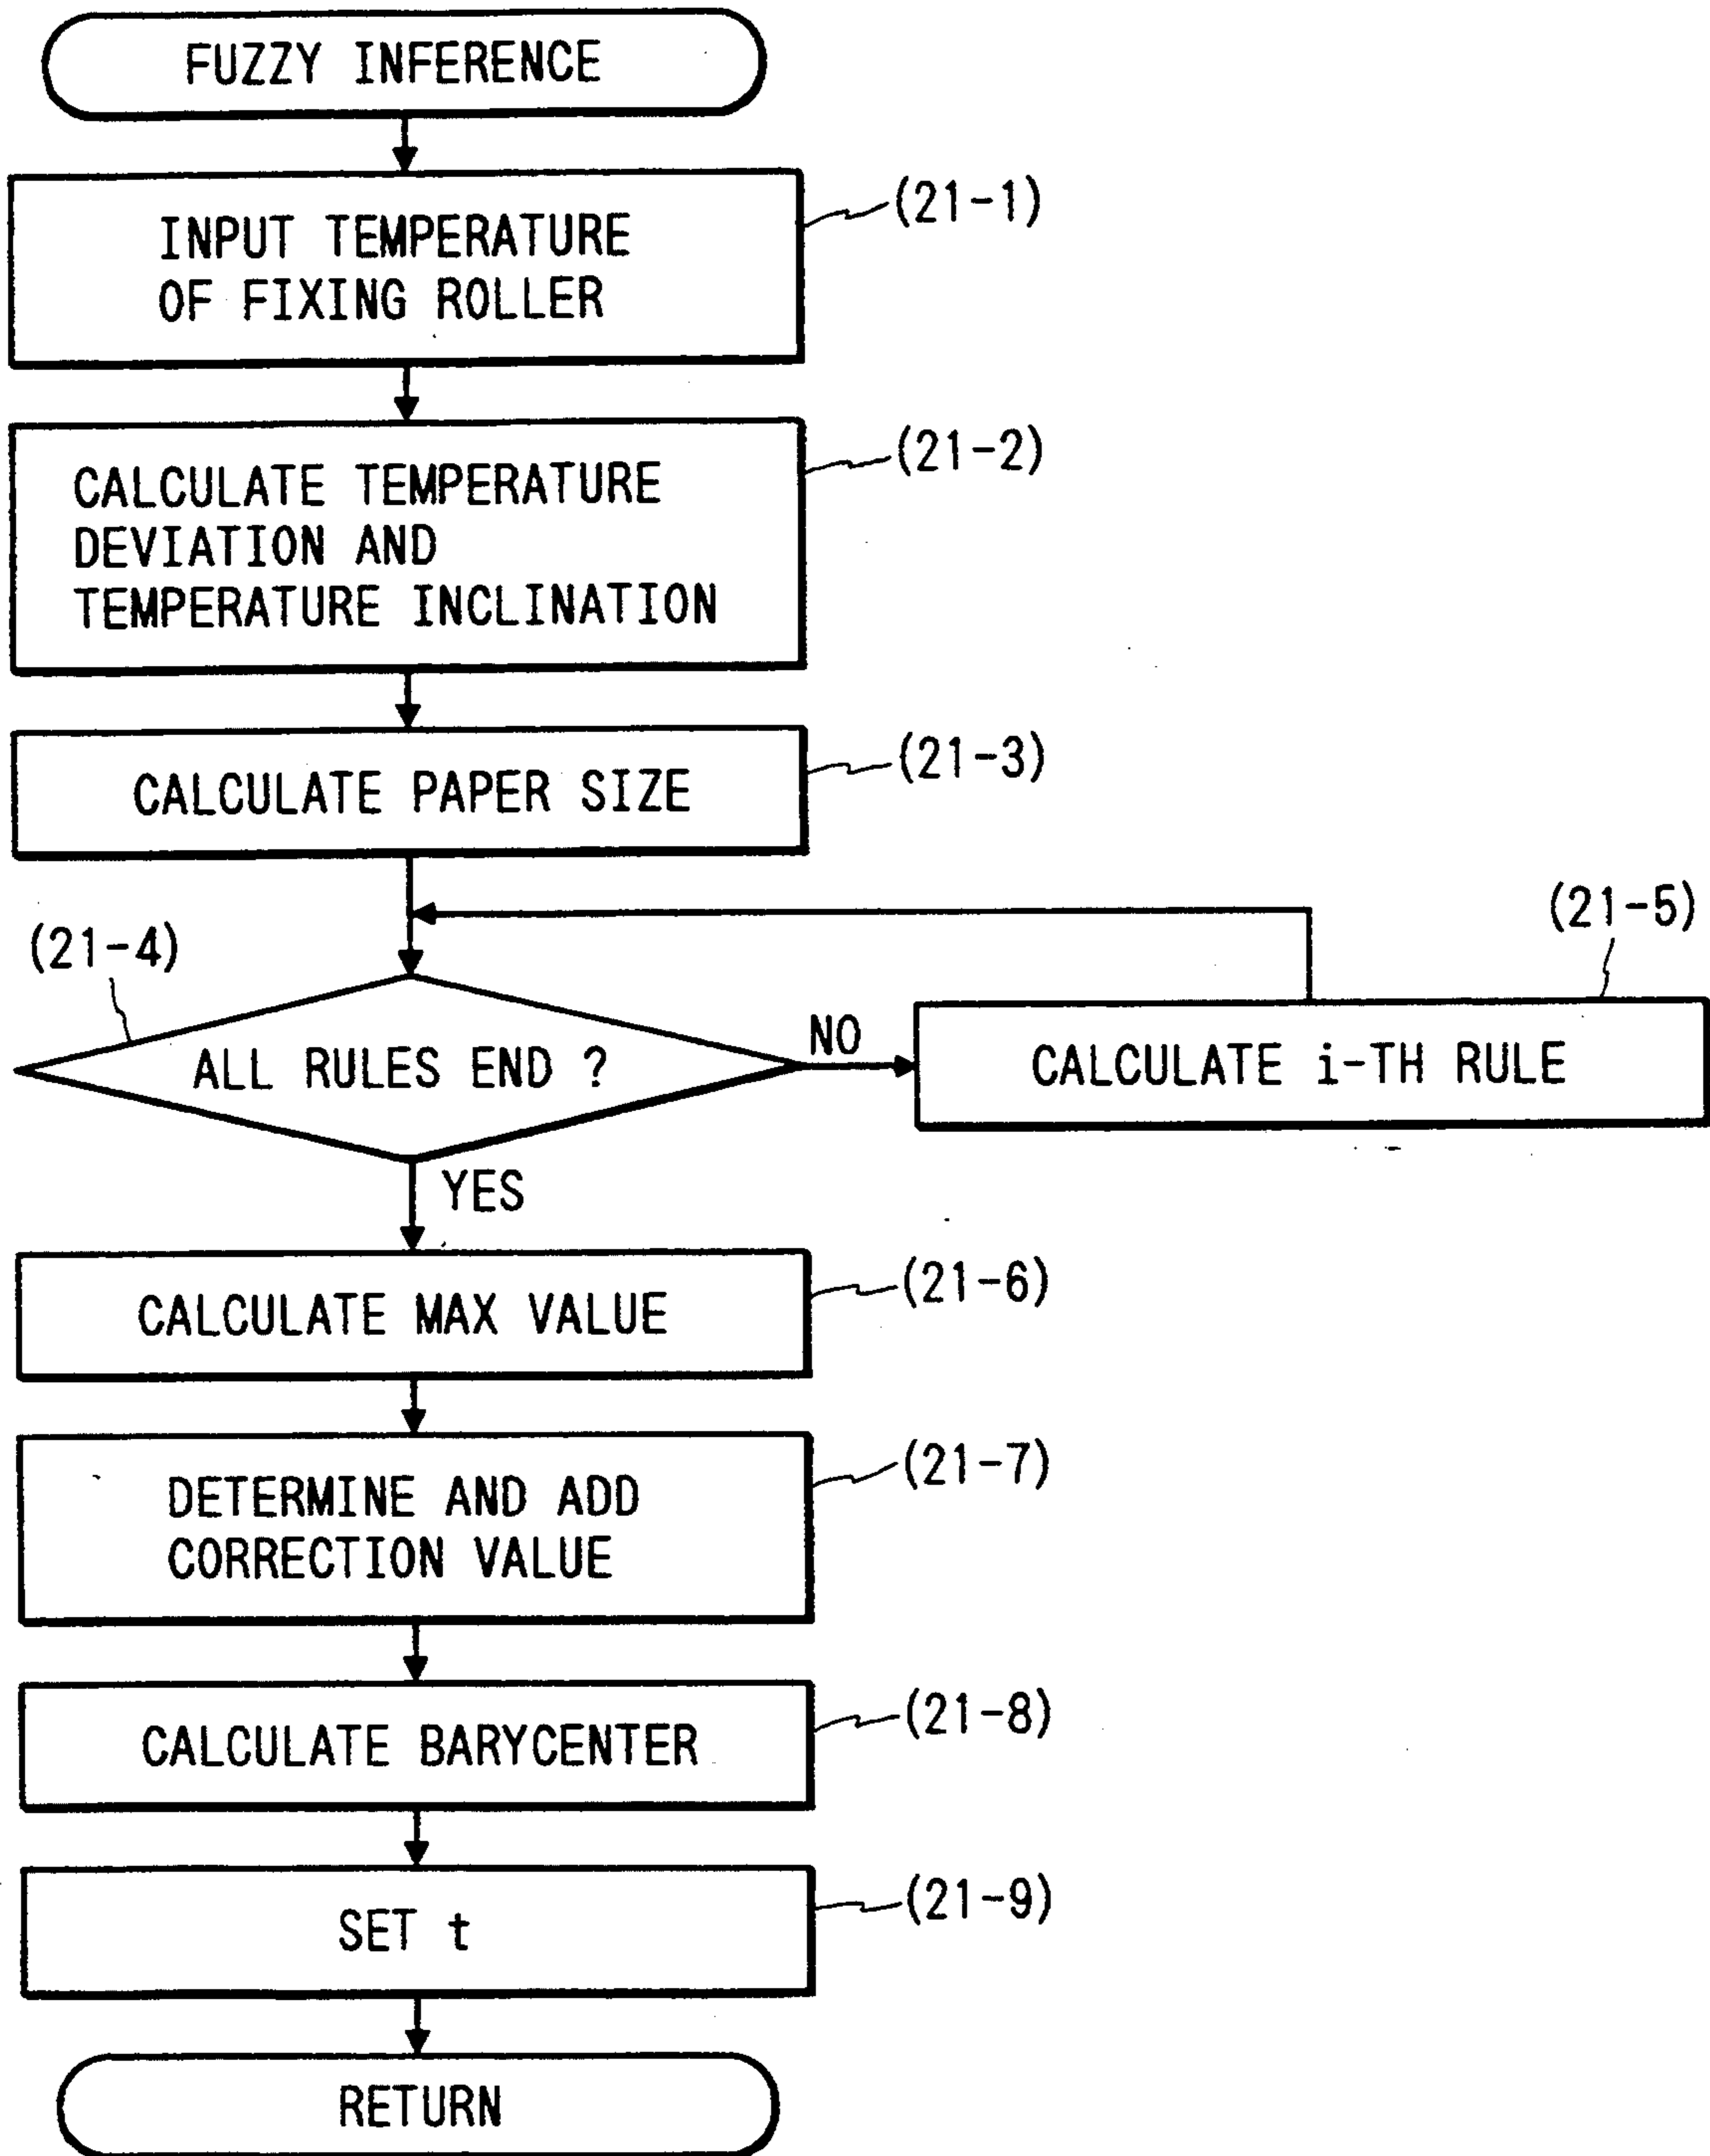 FUZZY INFERENCE
(21-1)
INPUT TEMPERATURE
OF FIXING ROLLER
(21-2)
CALCULATE TEMPERATURE
DEVIATION AND
TEMPERATURE INCLINATION
(21-3)
CALCULATE PAPER SIZE
(21-4)
(21-5)
ALL RULES END ?
NO
CALCULATE i-TH RULE
YES
(21-6)
CALCULATE MAX VALUE
(21-7)
DETERMINE AND ADD
CORRECTION VALUE
(21-8)
CALCULATE BARYCENTER
(21-9)
SET t
RETURN